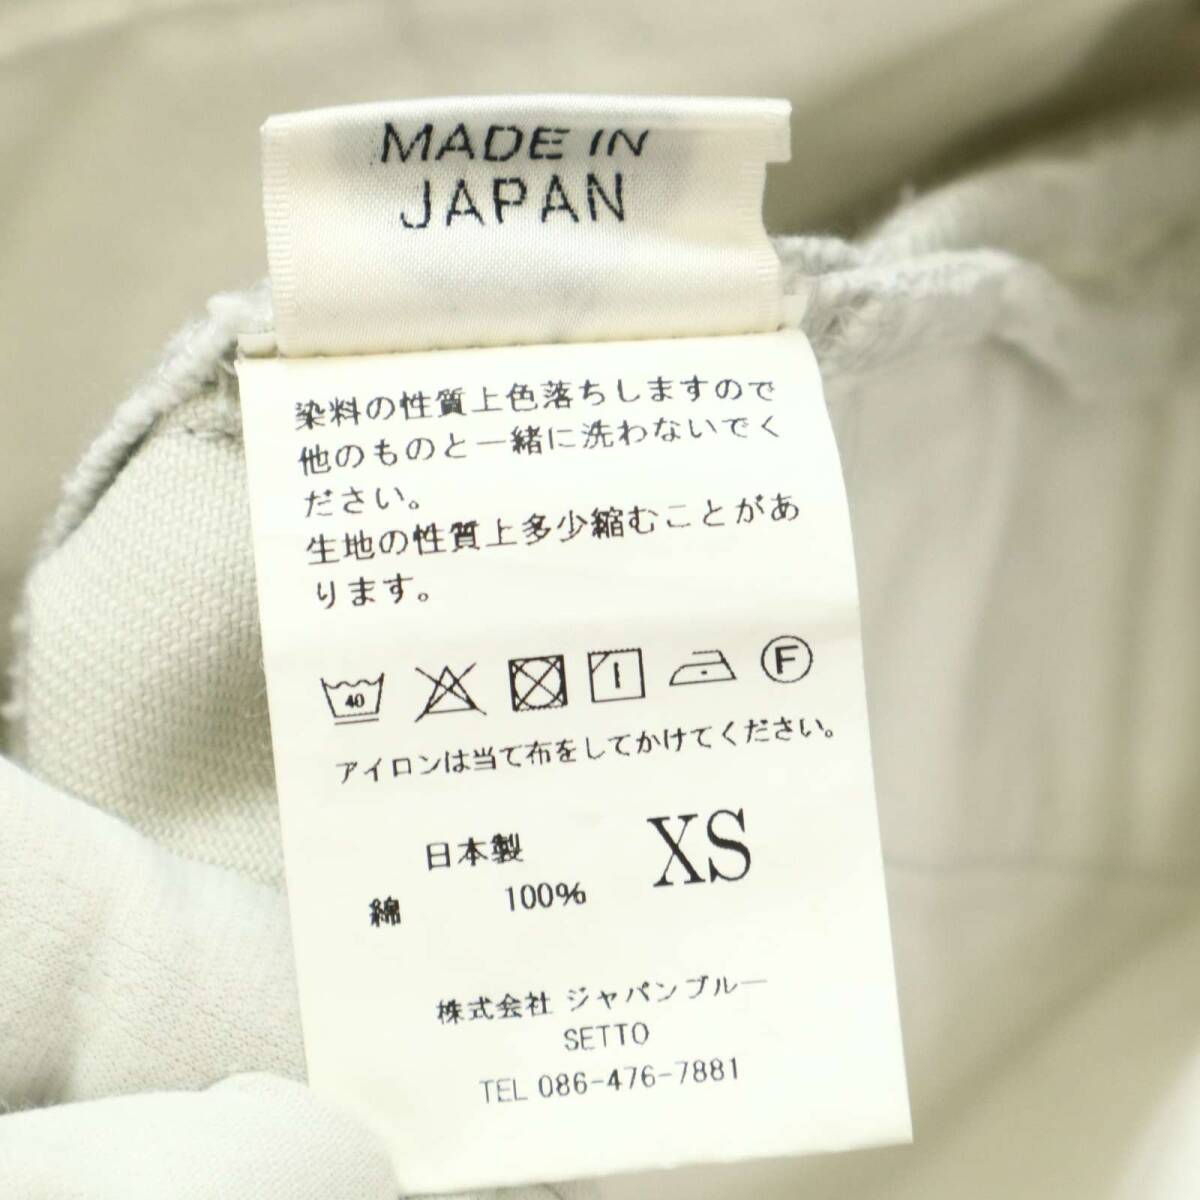 MADE IN
JAPAN
染料の性質上色落ちしますので
他のものと一緒に洗わないでく
ださい。
生地の性質上多少縮むことがあ
ります。
40
F
アイロンは当て布をしてかけてください。
日本製
XS
綿 100%
株式会社 ジャパンブルー
SETTO
TEL 086-476-7881